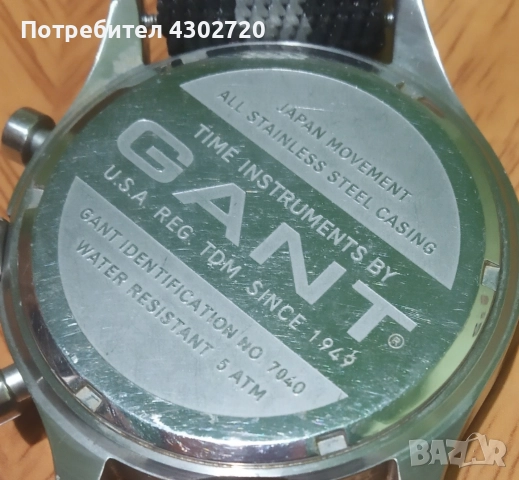 Потребител 4302720
JAPAN MOVEMENT
ALL STAINLESS STEEL CASING
TIME INSTRUMENTS BY
GANT®
U.S.A REG TDM SINCE 1949
GANT IDENTIFICATION NO 7040
WATER RESISTANT 5 ATM
BAZAR